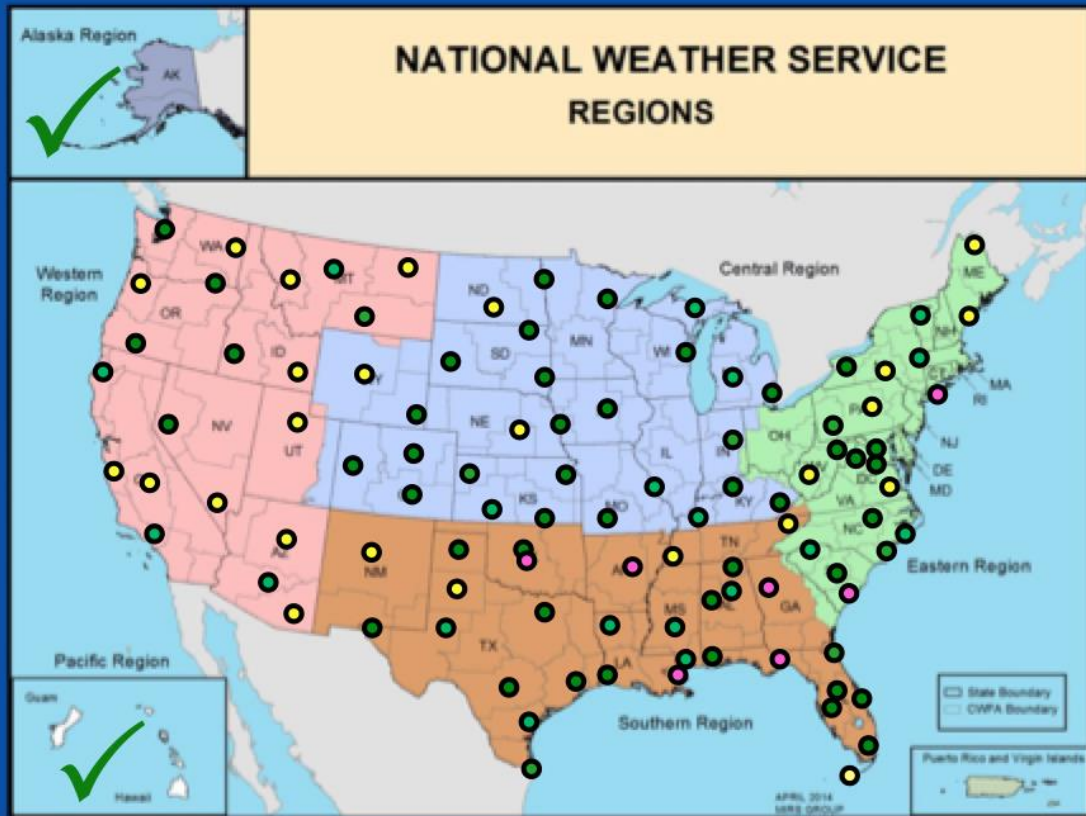 Alaska Region
AK
NATIONAL WEATHER SERVICE
REGIONS
Western
Region
Central Region
WA
MT
ND
ME
OR
ID
SD
MN
WI
NH
MA
RI
NV
UT
NE
IL
IN
OH
PA
NJ
DE
MD
DC
VA
KS
KY
NC
Eastern Region
NM
TN
TX
MS
GA
LA
Pacific Region
Southern Region
Guam
Hawaii
State Boundary
CWFA Boundary
Puerto Rico and Virgin Islands
APRIL 2014